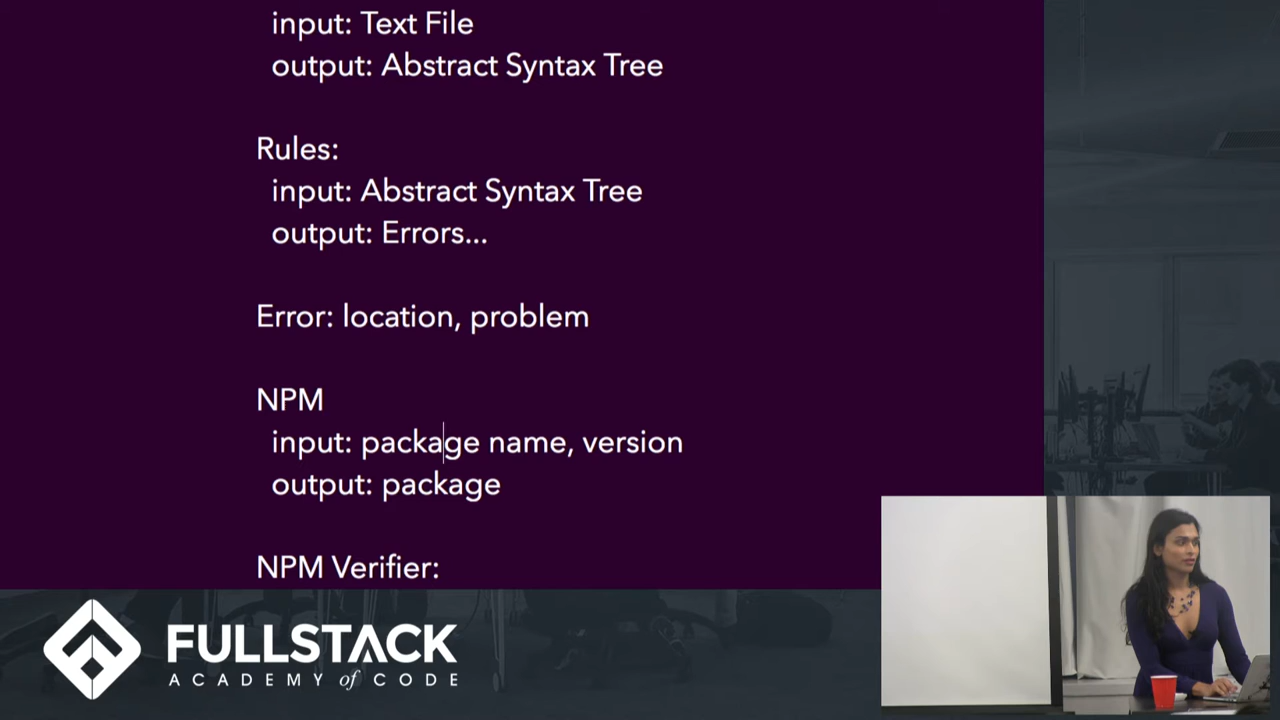 input: Text File
output: Abstract Syntax Tree
Rules:
input: Abstract Syntax Tree
output: Errors...
Error: location, problem
NPM
input: package name, version
output: package
NPM Verifier:
FULLSTACK
ACADEMY of CODE